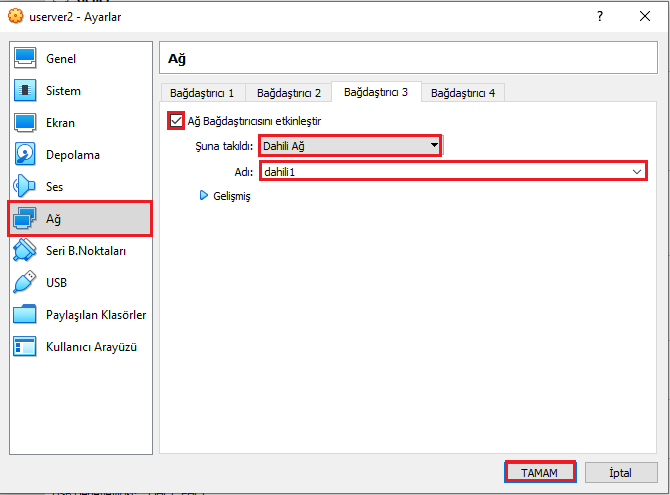 userver2 - Ayarlar
?
Genel
Sistem
Ekran
Depolama
Ses
Ağ
Seri B.Noktaları
USB
Paylaşılan Klasörler
Kullanıcı Arayüzü
Ağ
Bağdaştırıcı 1 Bağdaştırıcı 2 Bağdaştırıcı 3 Bağdaştırıcı 4
Ağ Bağdaştırıcısını etkinleştir
Şuna takıldı: Dahili Ağ
Adı: dahili1
Gelişmiş
TAMAM İptal